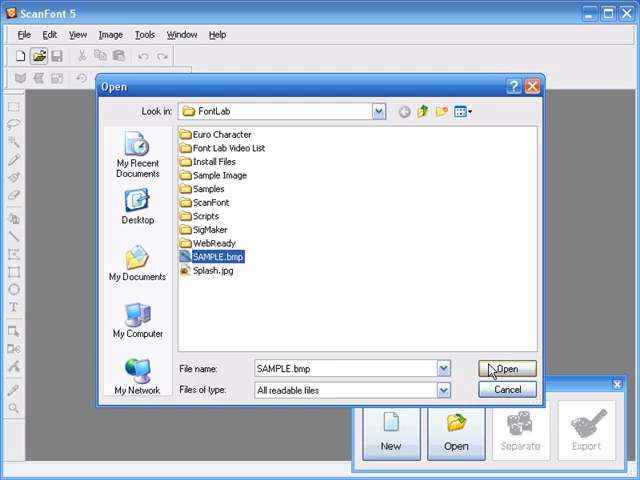 ScanFont 5
File Edit View Image Tools Window Help
Open
Look in: FontLab
My Recent
Documents
Desktop
My Documents
My Computer
My Network
Euro Character
Font Lab Video List
Install Files
Sample Image
Samples
ScanFont
Scripts
SigMaker
WebReady
SAMPLE.bmp
Splash.jpg
File name: SAMPLE.bmp Open
Files of type: All readable files Cancel
New Open Separate Export